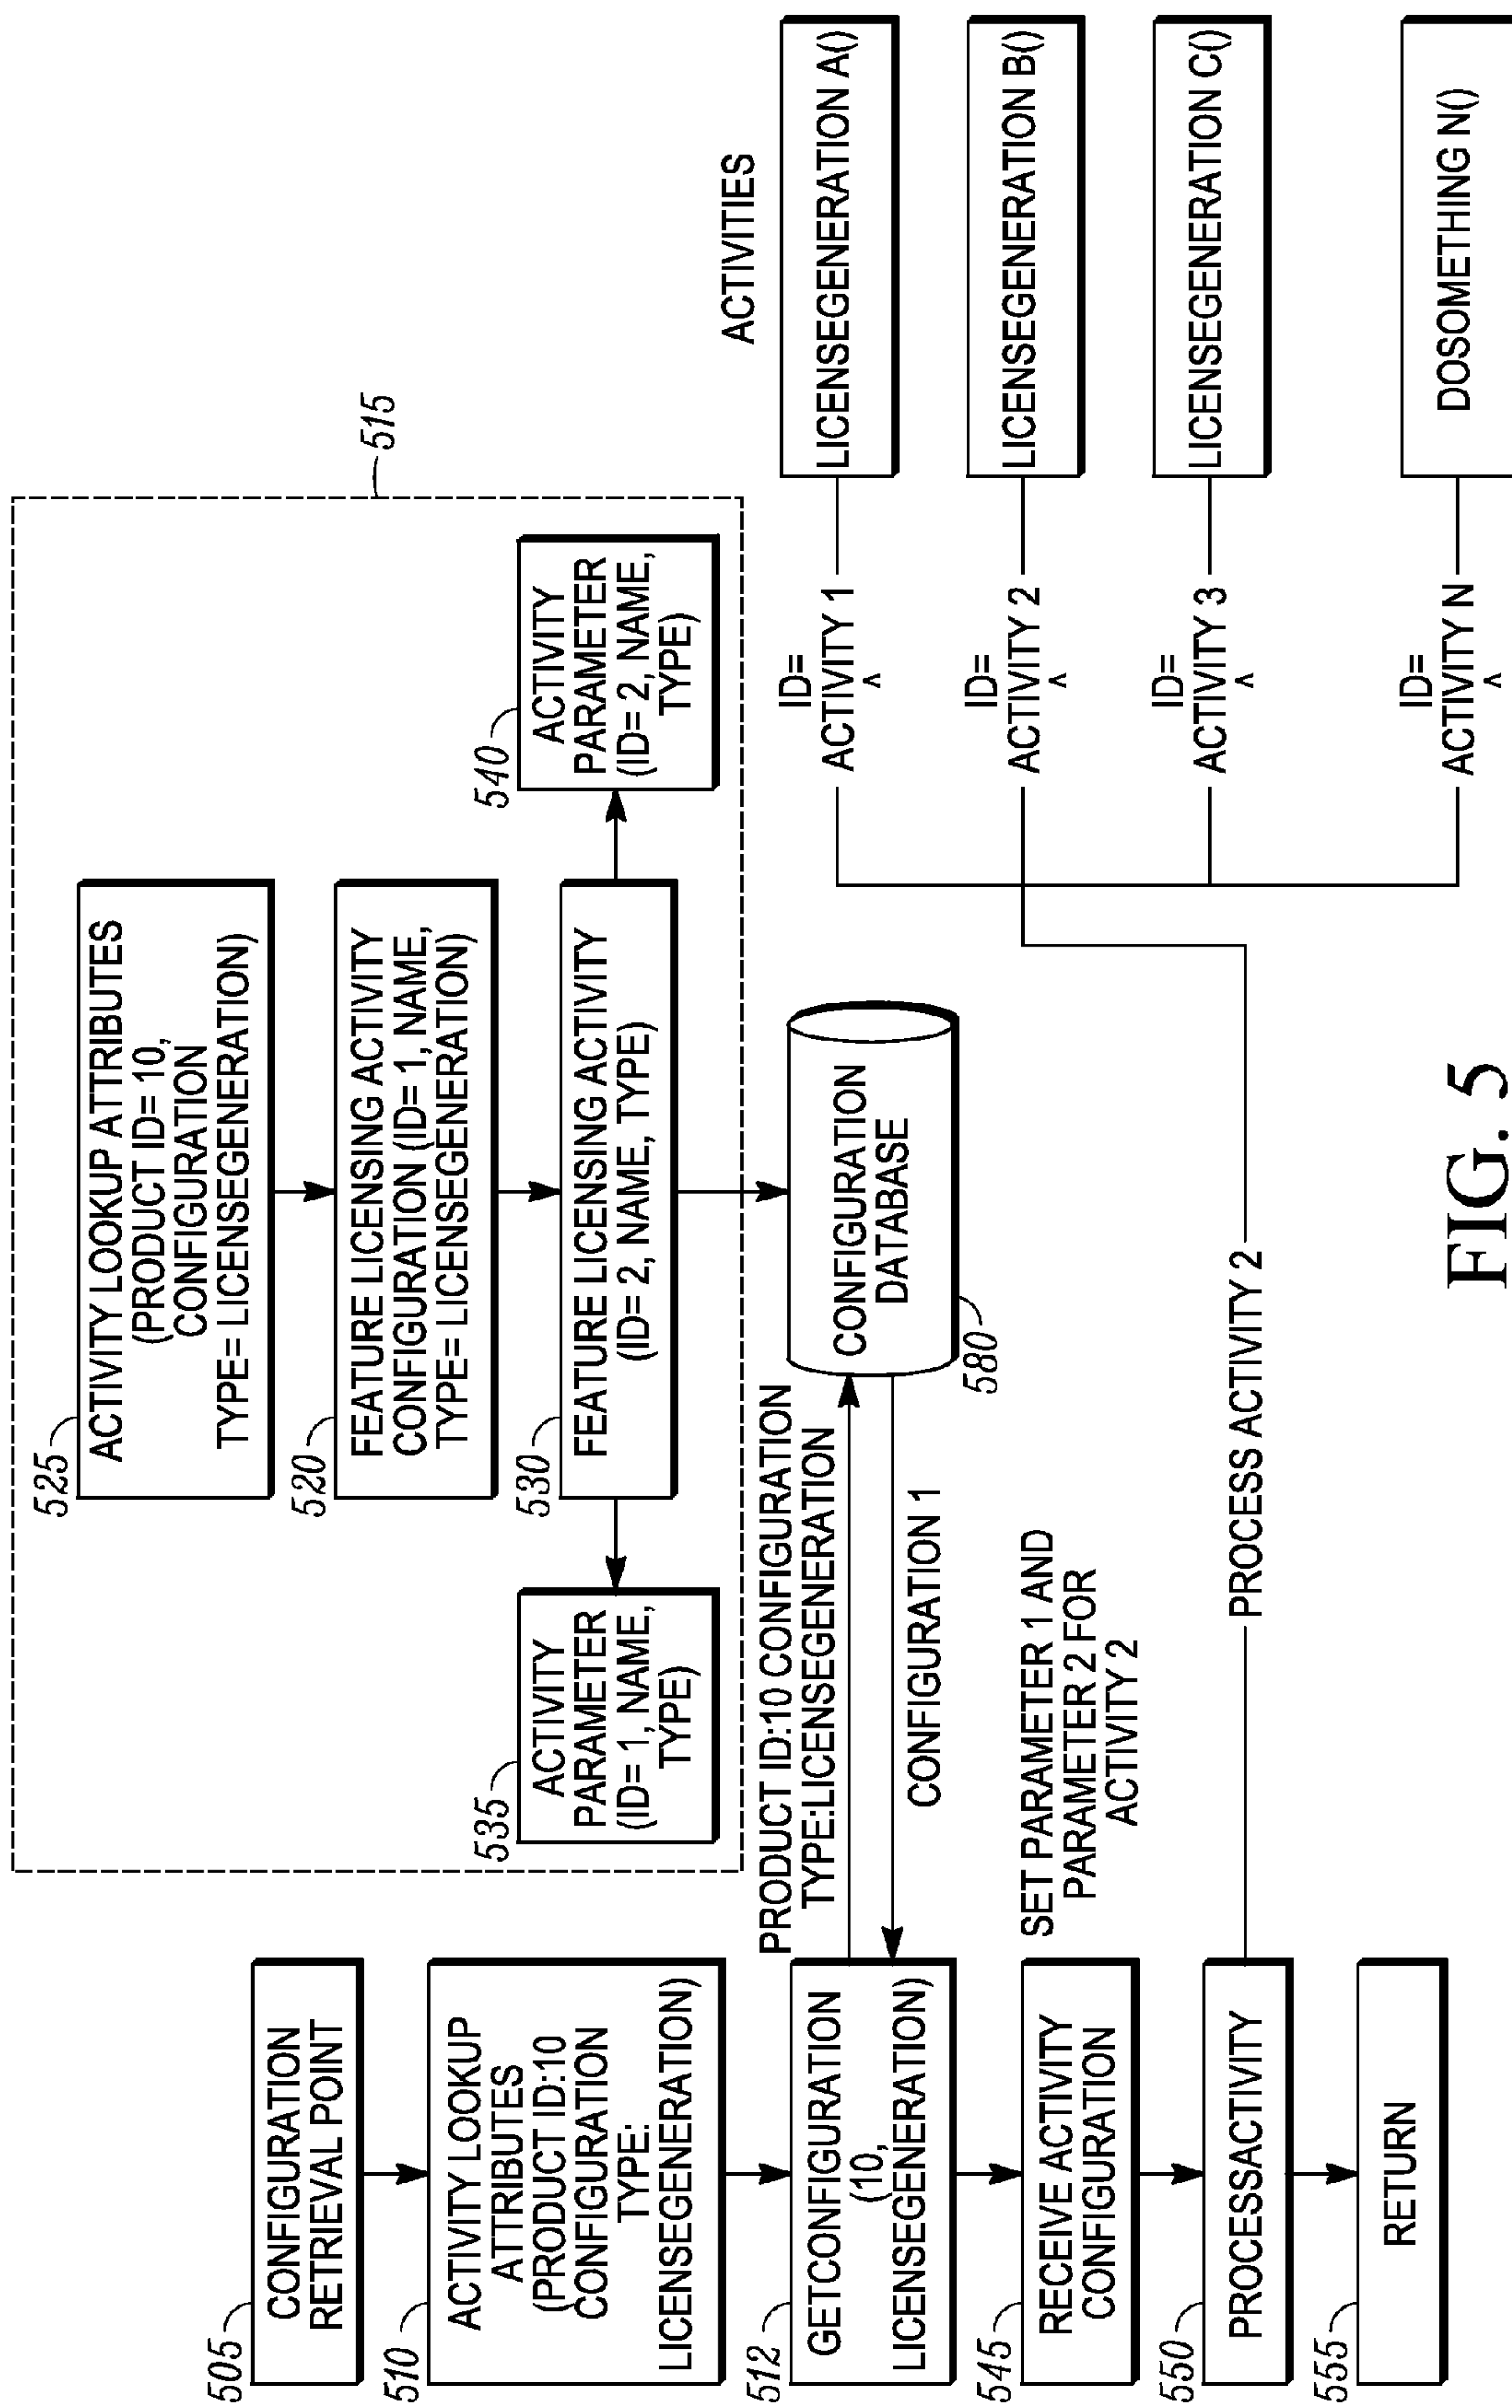 505
CONFIGURATION
RETRIEVAL POINT
510
ACTIVITY LOOKUP
ATTRIBUTES
(PRODUCT ID:10
CONFIGURATION
TYPE:
LICENSEGENERATION)
512
GETCONFIGURATION
(10,
LICENSEGENERATION)
545
RECEIVE ACTIVITY
CONFIGURATION
550
PROCESSACTIVITY
555
RETURN
515
525
ACTIVITY LOOKUP ATTRIBUTES
(PRODUCT ID= 10,
CONFIGURATION
TYPE= LICENSEGENERATION)
520
FEATURE LICENSING ACTIVITY
CONFIGURATION (ID= 1, NAME,
TYPE= LICENSEGENERATION)
530
FEATURE LICENSING ACTIVITY
(ID= 2, NAME, TYPE)
535
ACTIVITY
PARAMETER
(ID= 1, NAME,
TYPE)
540
ACTIVITY
PARAMETER
(ID= 2, NAME,
TYPE)
PRODUCT ID:10 CONFIGURATION
TYPE:LICENSEGENERATION
CONFIGURATION 1
CONFIGURATION
DATABASE
580
SET PARAMETER 1 AND
PARAMETER 2 FOR
ACTIVITY 2
PROCESS ACTIVITY 2
ACTIVITIES
ID=
ACTIVITY 1
^
LICENSEGENERATION A()
ID=
ACTIVITY 2
^
LICENSEGENERATION B()
ID=
ACTIVITY 3
^
LICENSEGENERATION C()
ID=
ACTIVITY N
^
DOSOMETHING N()
FIG. 5